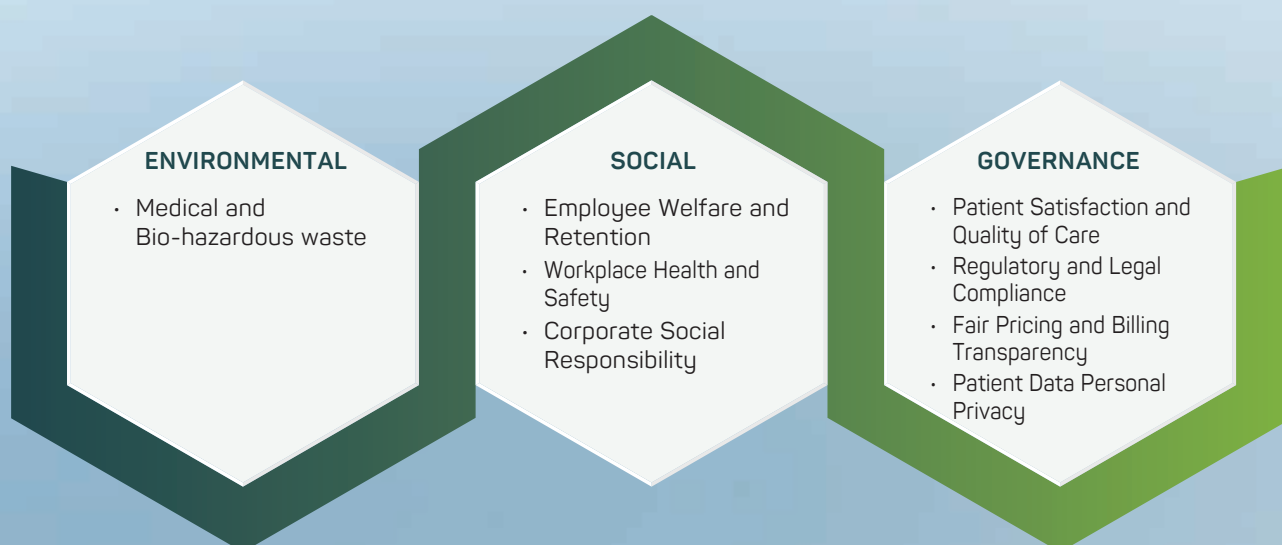 ENVIRONMENTAL
· Medical and
Bio-hazardous waste
SOCIAL
· Employee Welfare and
Retention
· Workplace Health and
Safety
· Corporate Social
Responsibility
GOVERNANCE
· Patient Satisfaction and
Quality of Care
· Regulatory and Legal
Compliance
· Fair Pricing and Billing
Transparency
· Patient Data Personal
Privacy